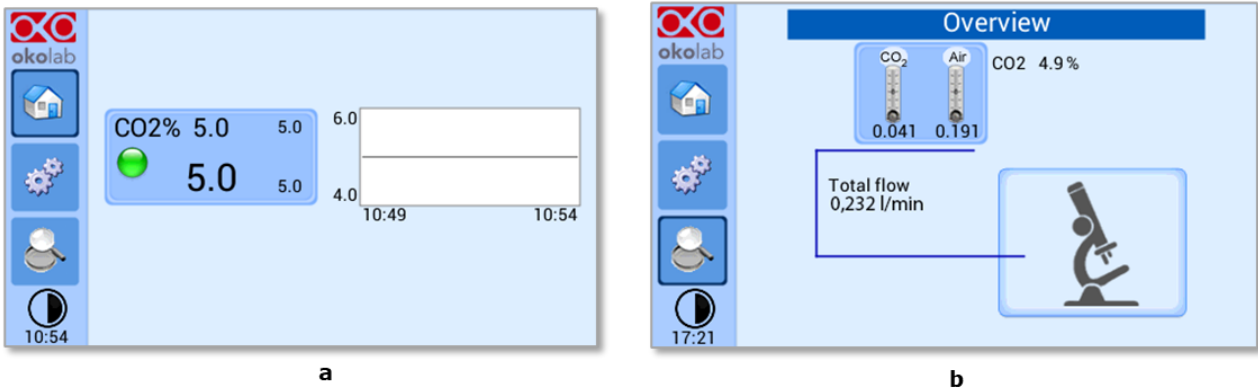 okolab
CO2% 5.0 5.0
5.0 5.0
6.0
4.0
10:49 10:54
10:54
a
okolab
Overview
CO2 Air
CO2 4.9%
0.041 0.191
Total flow
0,232 l/min
17:21
b